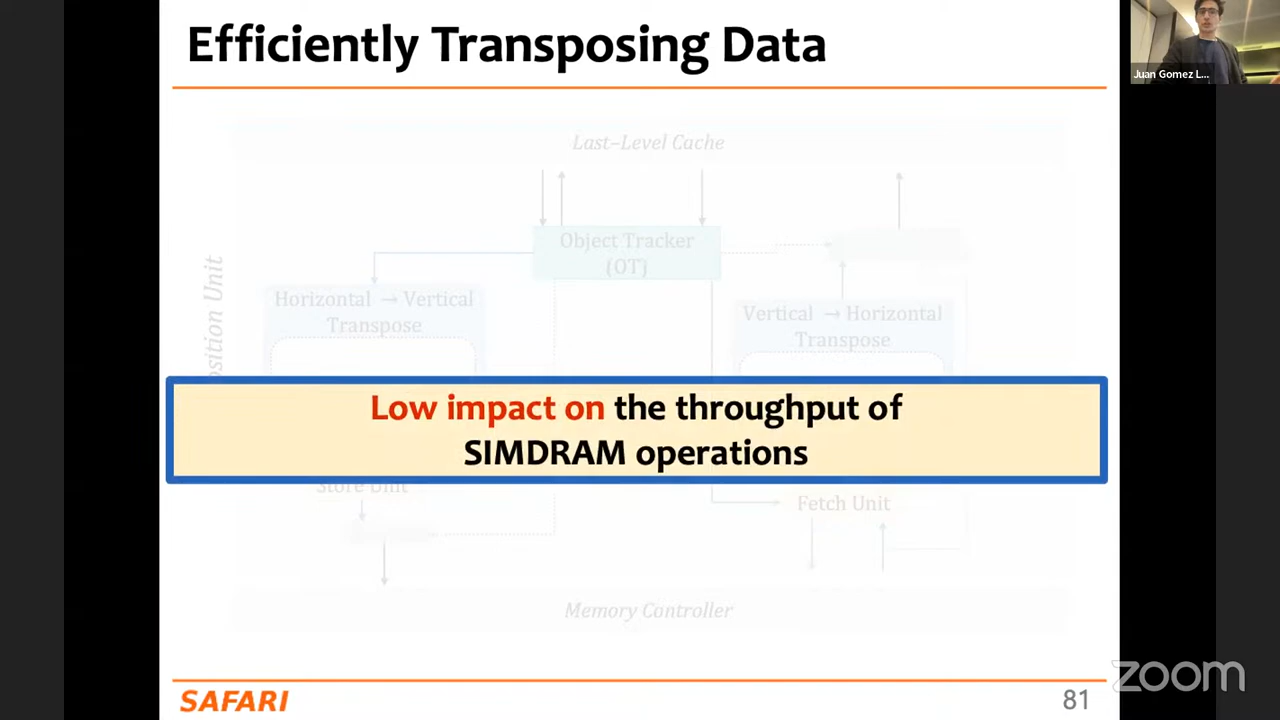 Efficiently Transposing Data
Juan Gomez L...
Last-Level Cache
Object Tracker
(OT)
Horizontal → Vertical
Transpose
Vertical → Horizontal
Transpose
Low impact on the throughput of
SIMDRAM operations
Store Unit
Fetch Unit
Memory Controller
SAFARI
81
zoom